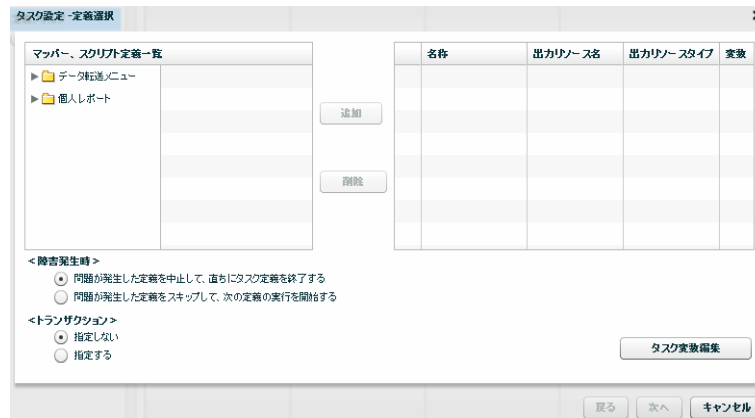 タスク設定 -定義選択
マッパー、スクリプト定義一覧
データ転送メニュー
個人レポート
追加
削除
名称 出力リソース名 出力リソースタイプ 変数
<障害発生時>
問題が発生した定義を中止して、直ちにタスク定義を終了する
問題が発生した定義をスキップして、次の定義の実行を開始する
<トランザクション>
指定しない
指定する
タスク変数編集
戻る 次へ キャンセル